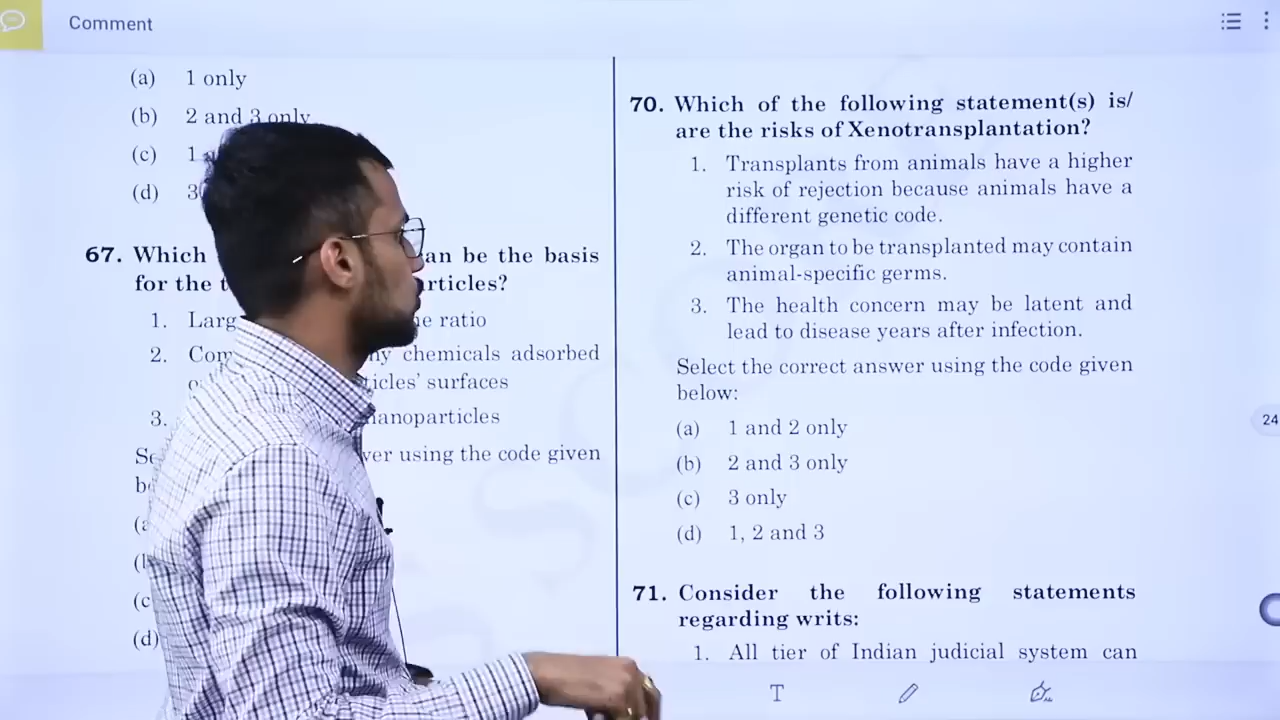 Comment
(a) 1 only
(b) 2 and 3 only
(c) 1
(d) 3
67. Which an be the basis
for the articles?
1. Larg e ratio
2. Com chemicals adsorbed
ticles' surfaces
3. nanoparticles
ver using the code given
(d)
70. Which of the following statement(s) is/
are the risks of Xenotransplantation?
1. Transplants from animals have a higher
risk of rejection because animals have a
different genetic code.
2. The organ to be transplanted may contain
animal-specific germs.
3. The health concern may be latent and
lead to disease years after infection.
Select the correct answer using the code given
below:
(a) 1 and 2 only
(b) 2 and 3 only
(c) 3 only
(d) 1, 2 and 3
71. Consider the following statements
regarding writs:
1. All tier of Indian judicial system can
24
T